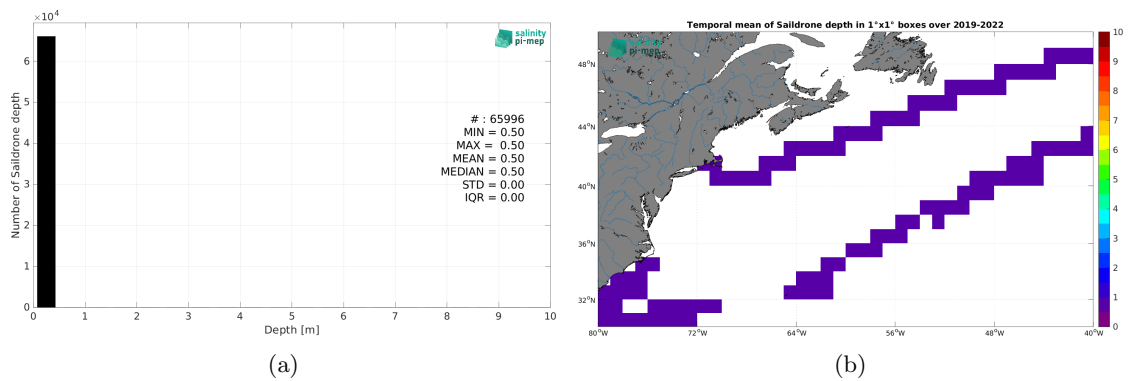 ×10⁴
6
5
4
3
2
1
0
Number of Saildrone depth
0 1 2 3 4 5 6 7 8 9 10
Depth [m]
salinity
pi-mep
# : 65996
MIN = 0.50
MAX = 0.50
MEAN = 0.50
MEDIAN = 0.50
STD = 0.00
IQR = 0.00
(a)
Temporal mean of Saildrone depth in 1°x1° boxes over 2019-2022
salinity
pi-mep
48°N
44°N
40°N
36°N
32°N
80°W 72°W 64°W 56°W 48°W 40°W
10
9
8
7
6
5
4
3
2
1
0
(b)